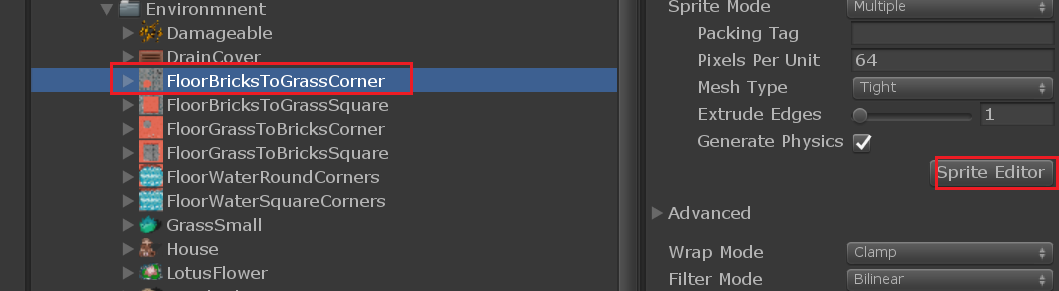 Environmnent
Damageable
DrainCover
FloorBricksToGrassCorner
FloorBricksToGrassSquare
FloorGrassToBricksCorner
FloorGrassToBricksSquare
FloorWaterRoundCorners
FloorWaterSquareCorners
GrassSmall
House
LotusFlower
Sprite Mode Multiple
Packing Tag
Pixels Per Unit 64
Mesh Type Tight
Extrude Edges 1
Generate Physics
Sprite Editor
Advanced
Wrap Mode Clamp
Filter Mode Bilinear